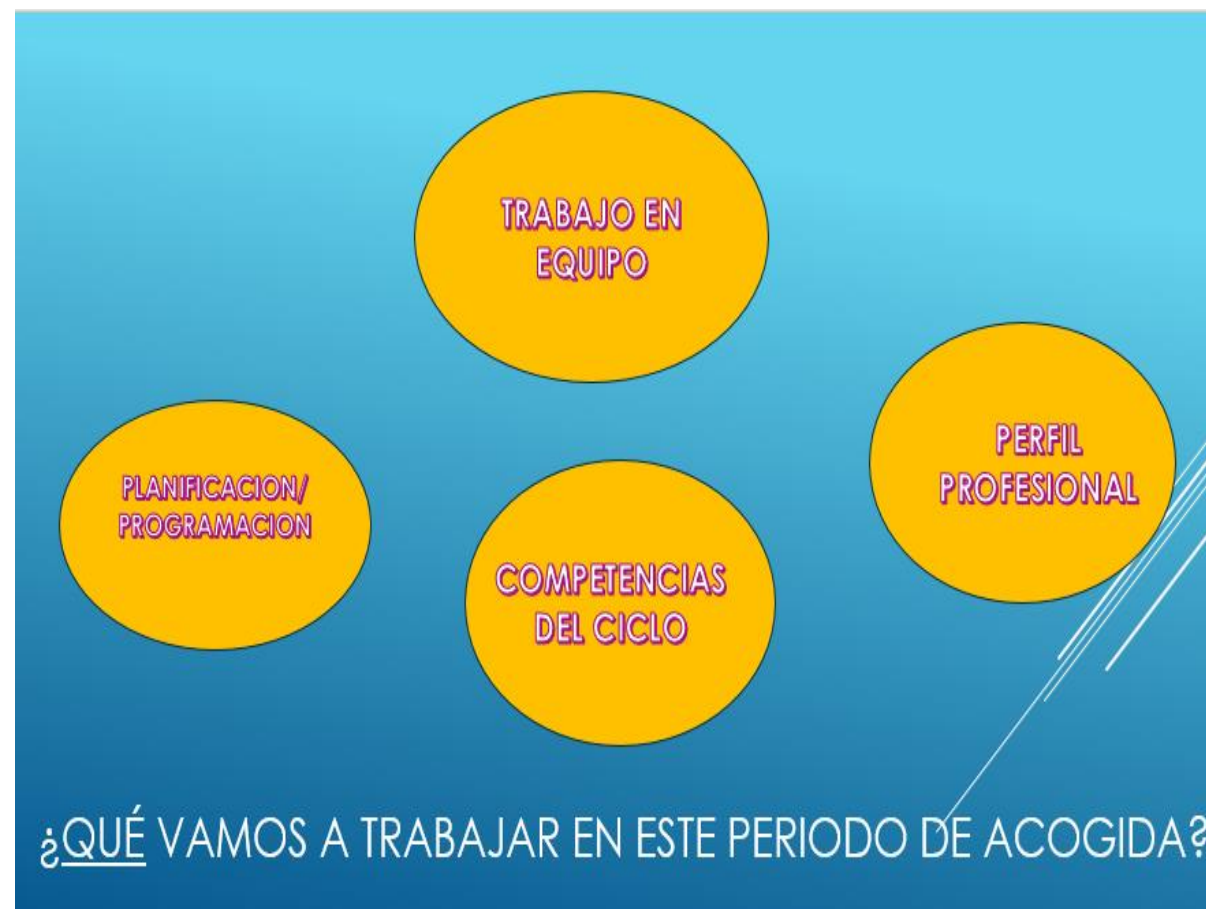 TRABAJO EN
EQUIPO
PERFIL
PROFESIONAL
PLANIFICACION/
PROGRAMACION
COMPETENCIAS
DEL CICLO
¿QUÉ VAMOS A TRABAJAR EN ESTE PERIODO DE ACOGIDA?